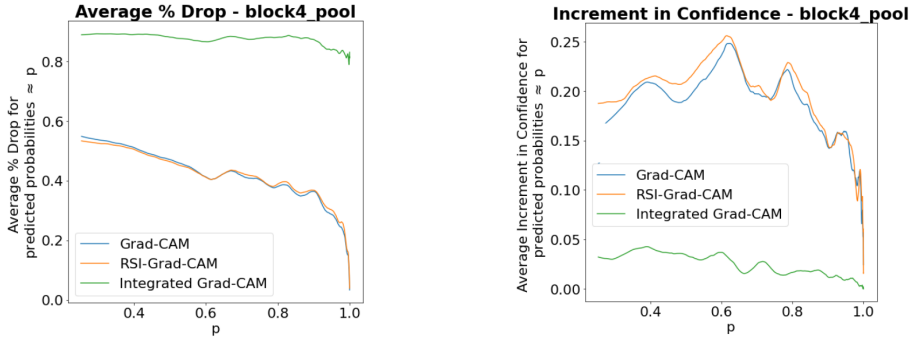 Average % Drop - block4_pool
Average % Drop for
predicted probabilities ≈ p
0.8
0.6
0.4
0.2
0.0
Grad-CAM
RSI-Grad-CAM
Integrated Grad-CAM
0.4 0.6 0.8 1.0
p
Increment in Confidence - block4_pool
Average Increment in Confidence for
predicted probabilities ≈ p
0.25
0.20
0.15
0.10
0.05
0.00
Grad-CAM
RSI-Grad-CAM
Integrated Grad-CAM
0.4 0.6 0.8 1.0
p